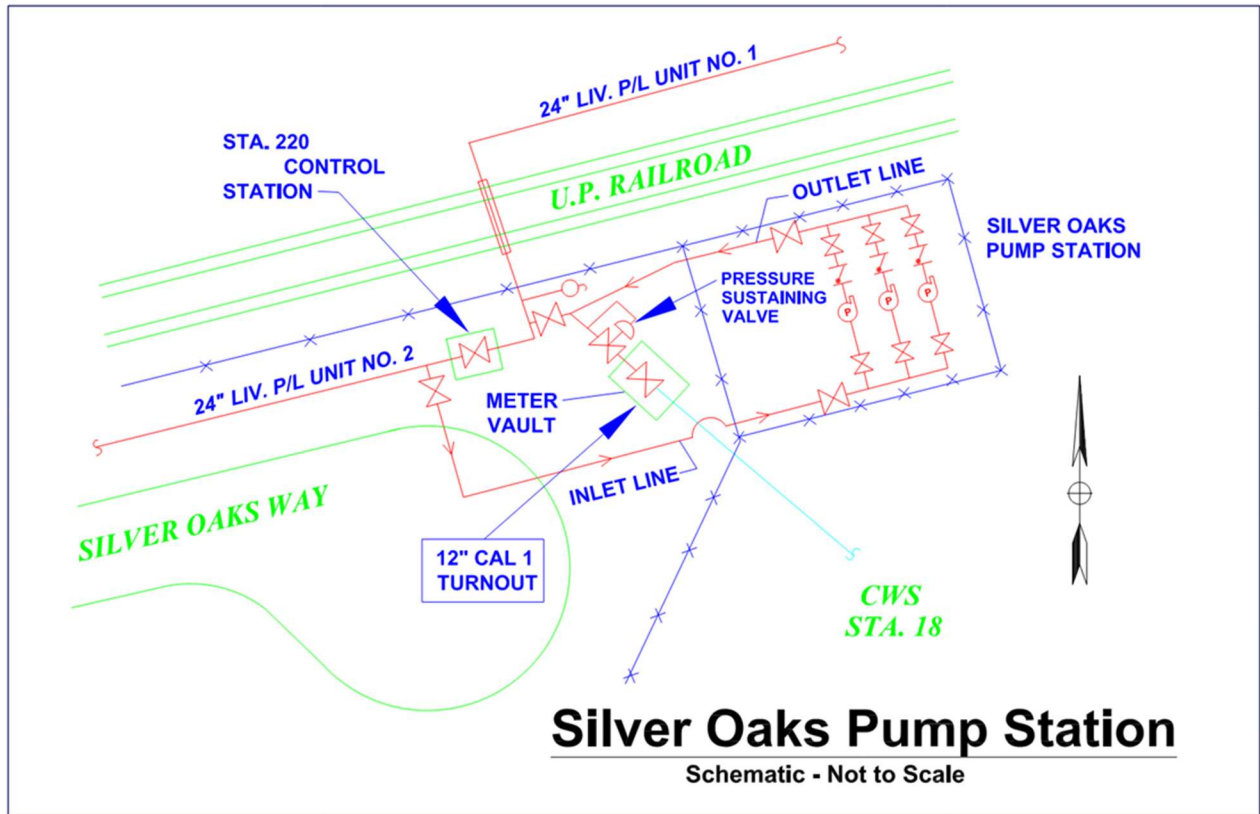 24" LIV. P/L UNIT NO. 1
STA. 220
CONTROL
STATION
U.P. RAILROAD
OUTLET LINE
SILVER OAKS
PUMP STATION
PRESSURE
SUSTAINING
VALVE
P
P
P
24" LIV. P/L UNIT NO. 2
METER
VAULT
INLET LINE
SILVER OAKS WAY
12" CAL 1
TURNOUT
CWS
STA. 18
Silver Oaks Pump Station
Schematic - Not to Scale